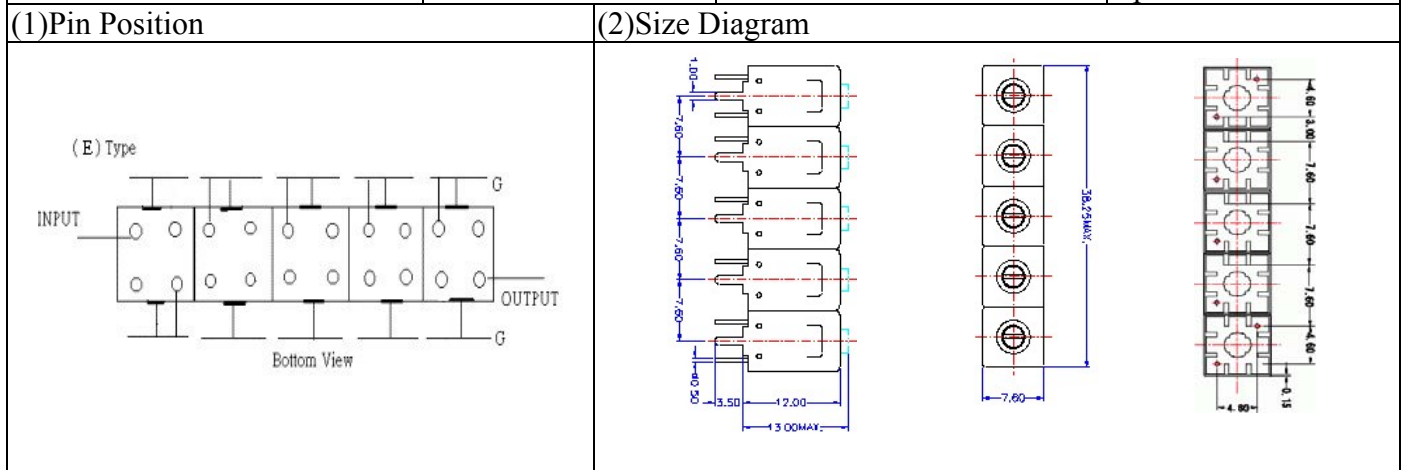 (1)Pin Position
(2)Size Diagram
(E) Type
G
INPUT
OUTPUT
G
Bottom View
1.00
7.60
7.60
7.60
7.60
ø0.50
3.50
12.00
13.00MAX.
38.25MAX.
7.60
4.60
3.00
7.60
7.60
7.60
4.60
0.15
4.60